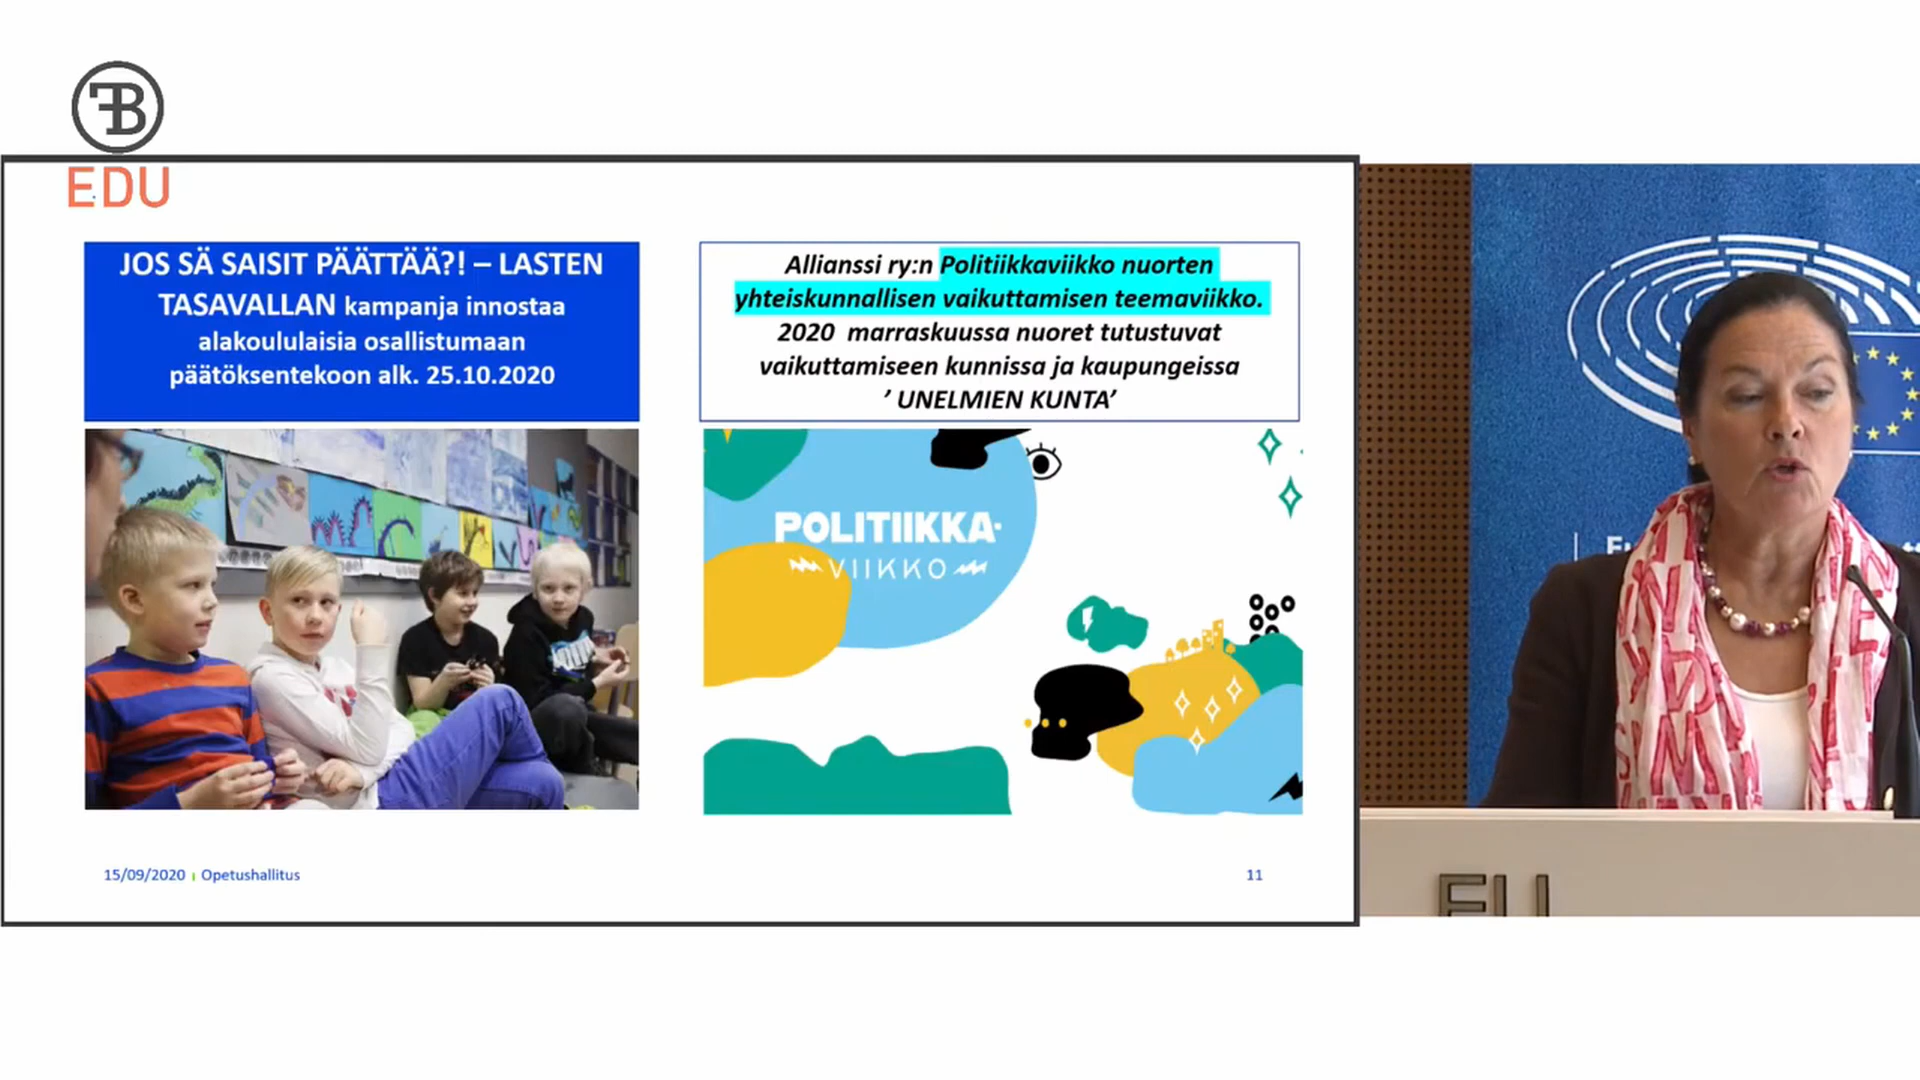 EDU
JOS SÄ SAISIT PÄÄTTÄÄ?! – LASTEN
TASAVALLAN kampanja innostaa
alakoululaisia osallistumaan
päätöksentekoon alk. 25.10.2020
Allianssi ry:n Politiikkaviikko nuorten
yhteiskunnallisen vaikuttamisen teemaviikko.
2020 marraskuussa nuoret tutustuvat
vaikuttamiseen kunnissa ja kaupungeissa
’ UNELMIEN KUNTA’
POLITIIKKA-
VIIKKO
15/09/2020 | Opetushallitus
11
EU